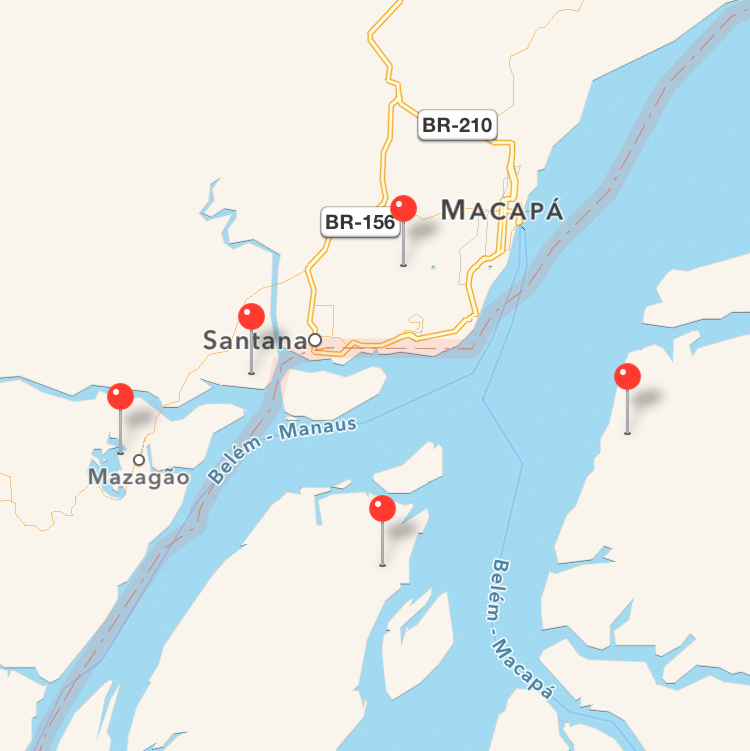 BR-210
MACAPÁ
BR-156
Santana
Belém - Manaus
Mazagão
Belém - Macapá